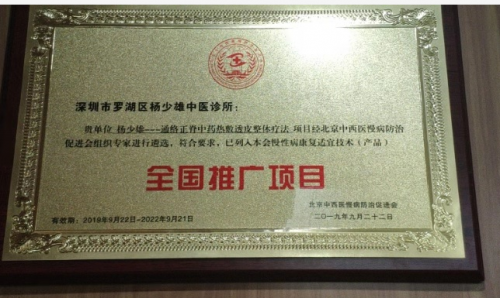 深圳市罗湖区杨少雄中医诊所：
贵单位 杨少雄---通络正脊中药热敷透皮整体疗法 项目经北京中西医慢病防治
促进会组织专家进行遴选，符合要求，已列入本会慢性病康复适宜技术（产品）
全国推广项目
北京中西医慢病防治促进会
有效期：2018年9月22日-2022年9月21日
二〇一九年九月二十二日